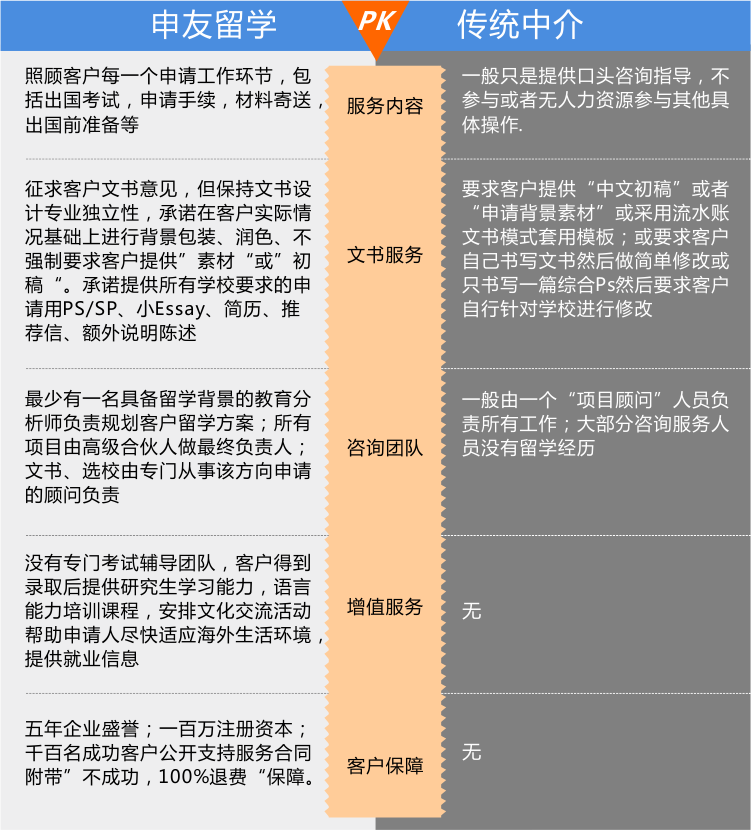 申友留学
PK
传统中介
照顾客户每一个申请工作环节，包
括出国考试，申请手续，材料寄送，
出国前准备等
服务内容
一般只是提供口头咨询指导，不
参与或者无人力资源参与其他具
体操作.
征求客户文书意见，但保持文书设
计专业独立性，承诺在客户实际情
况基础上进行背景包装、润色、不
强制要求客户提供”素材“或”初
稿“。承诺提供所有学校要求的申
请用PS/SP、小Essay、简历、推
荐信、额外说明陈述
文书服务
要求客户提供“中文初稿”或者
“申请背景素材”或采用流水账
文书模式套用模板；或要求客户
自己书写文书然后做简单修改或
只书写一篇综合Ps然后要求客户
自行针对学校进行修改
最少有一名具备留学背景的教育分
析师负责规划客户留学方案；所有
项目由高级合伙人做最终负责人；
文书、选校由专门从事该方向申请
的顾问负责
咨询团队
一般由一个“项目顾问”人员负
责所有工作；大部分咨询服务人
员没有留学经历
没有专门考试辅导团队，客户得到
录取后提供研究生学习能力，语言
能力培训课程，安排文化交流活动
帮助申请人尽快适应海外生活环境，
提供就业信息
增值服务
无
五年企业盛誉；一百万注册资本；
千百名成功客户公开支持服务合同
附带”不成功，100%退费“保障。
客户保障
无